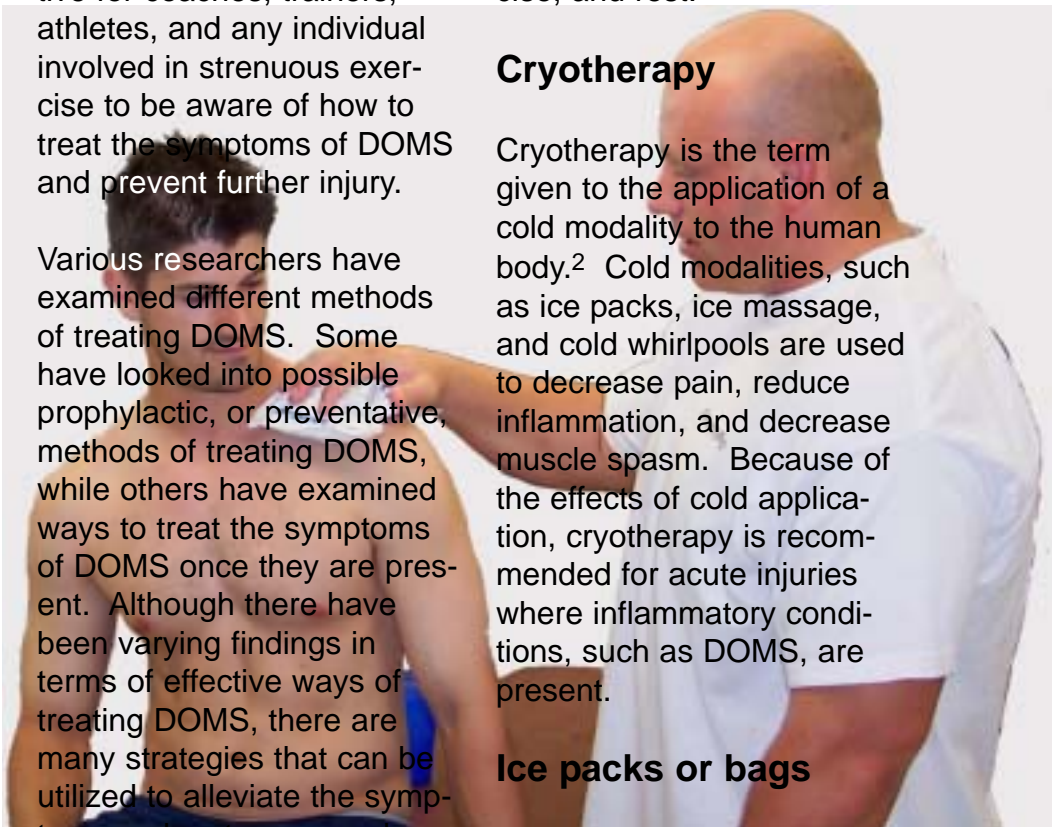 tive for coaches, trainers,
athletes, and any individual
involved in strenuous exer-
cise to be aware of how to
treat the symptoms of DOMS
and prevent further injury.
Various researchers have
examined different methods
of treating DOMS. Some
have looked into possible
prophylactic, or preventative,
methods of treating DOMS,
while others have examined
ways to treat the symptoms
of DOMS once they are pres-
ent. Although there have
been varying findings in
terms of effective ways of
treating DOMS, there are
many strategies that can be
utilized to alleviate the symp-
cise, and rest.
Cryotherapy
Cryotherapy is the term
given to the application of a
cold modality to the human
body.2 Cold modalities, such
as ice packs, ice massage,
and cold whirlpools are used
to decrease pain, reduce
inflammation, and decrease
muscle spasm. Because of
the effects of cold applica-
tion, cryotherapy is recom-
mended for acute injuries
where inflammatory condi-
tions, such as DOMS, are
present.
Ice packs or bags